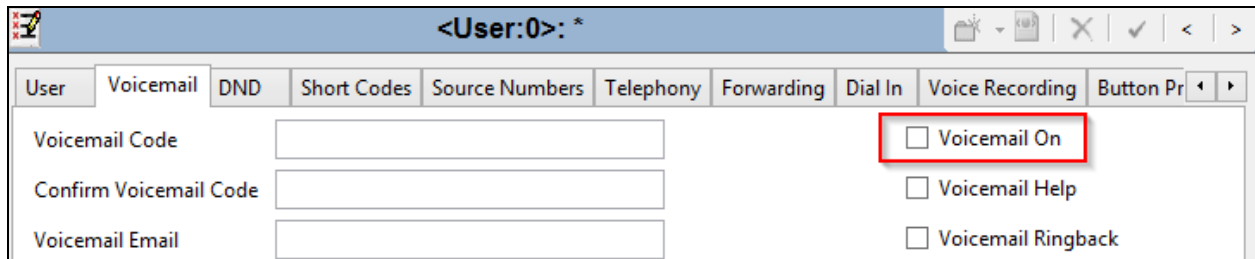 <User:0>: *
User Voicemail DND Short Codes Source Numbers Telephony Forwarding Dial In Voice Recording Button Pr
Voicemail Code Voicemail On
Confirm Voicemail Code Voicemail Help
Voicemail Email Voicemail Ringback